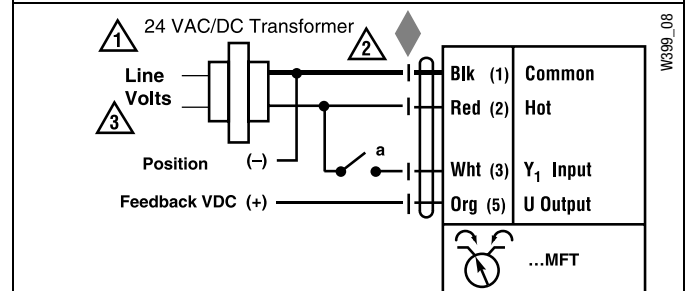 1 24 VAC/DC Transformer
2
W399_08
Line
Volts
3
Blk (1) Common
Red (2) Hot
a
Position (–)
Wht (3) Y1 Input
Feedback VDC (+)
Org (5) U Output
...MFT